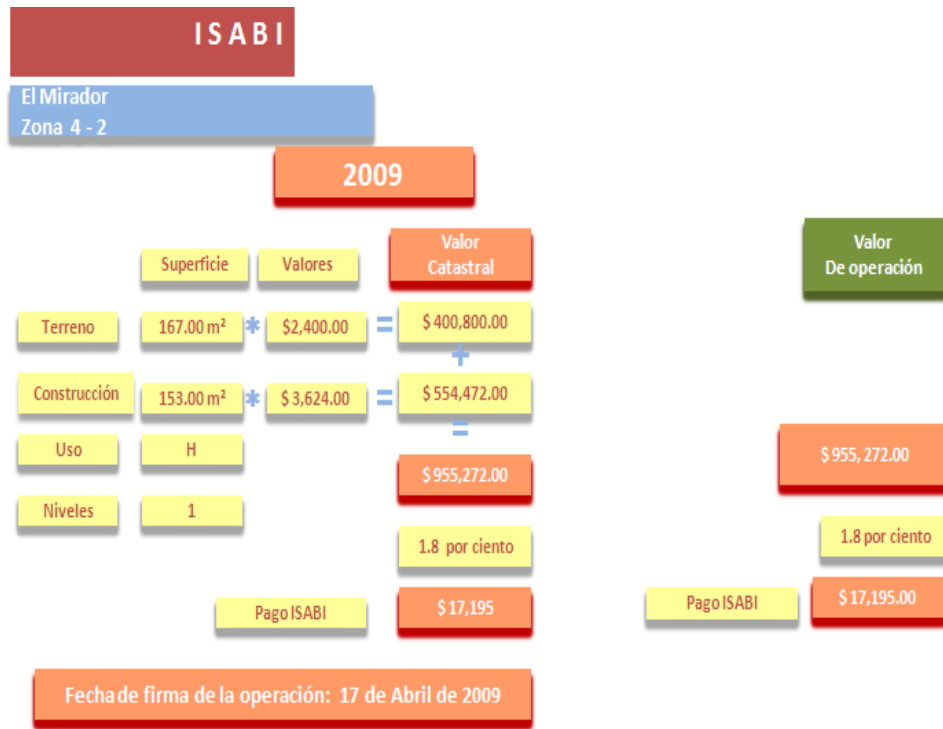 I S A B I
El Mirador
Zona 4 - 2
2009
Superficie Valores Valor Catastral
Valor
De operación
Terreno 167.00 m² * $2,400.00 = $ 400,800.00
+
Construcción 153.00 m² * $ 3,624.00 = $ 554,472.00
=
Uso H
$ 955,272.00 $ 955, 272.00
Niveles 1
1.8 por ciento 1.8 por ciento
Pago ISABI $ 17,195 Pago ISABI $ 17,195.00
Fecha de firma de la operación: 17 de Abril de 2009